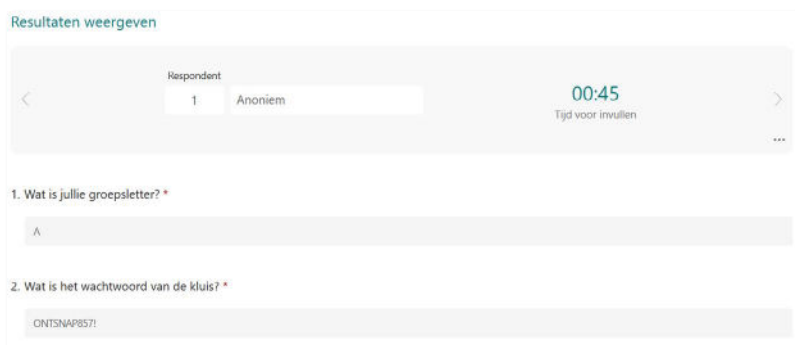 Resultaten weergeven
Respondent
1 Anoniem
00:45
Tijd voor invullen
...
1. Wat is jullie groepsletter? *
A
2. Wat is het wachtwoord van de kluis? *
ONTSNAP857!